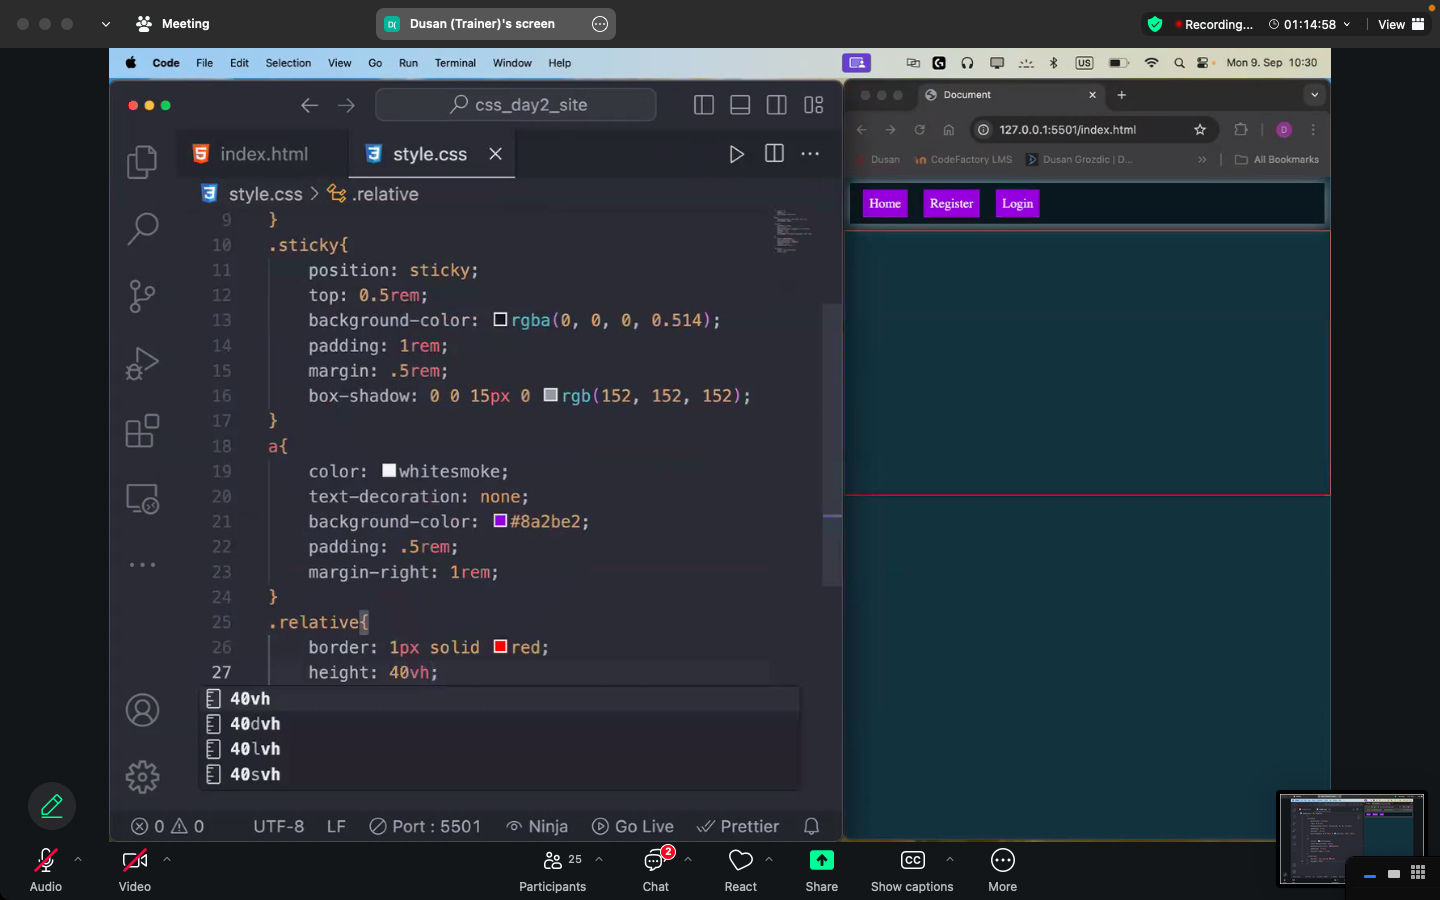 Meeting
D( Dusan (Trainer)'s screen
Recording...
01:14:58
View
Code File Edit Selection View Go Run Terminal Window Help
US
Mon 9. Sep 10:30
css_day2_site
index.html
style.css
style.css > .relative
9 }
10 .sticky{
11 position: sticky;
12 top: 0.5rem;
13 background-color: rgba(0, 0, 0, 0.514);
14 padding: 1rem;
15 margin: .5rem;
16 box-shadow: 0 0 15px 0 rgb(152, 152, 152);
17 }
18 a{
19 color: whitesmoke;
20 text-decoration: none;
21 background-color: #8a2be2;
22 padding: .5rem;
23 margin-right: 1rem;
24 }
25 .relative{
26 border: 1px solid red;
27 height: 40vh;
40vh
40dvh
40lvh
40svh
0 0 UTF-8 LF Port : 5501 Ninja Go Live Prettier
Document
127.0.0.1:5501/index.html
D
Dusan
CodeFactory LMS
Dusan Grozdic | D...
All Bookmarks
Home Register Login
Audio
Video
25
Participants
2
Chat
React
Share
CC
Show captions
More